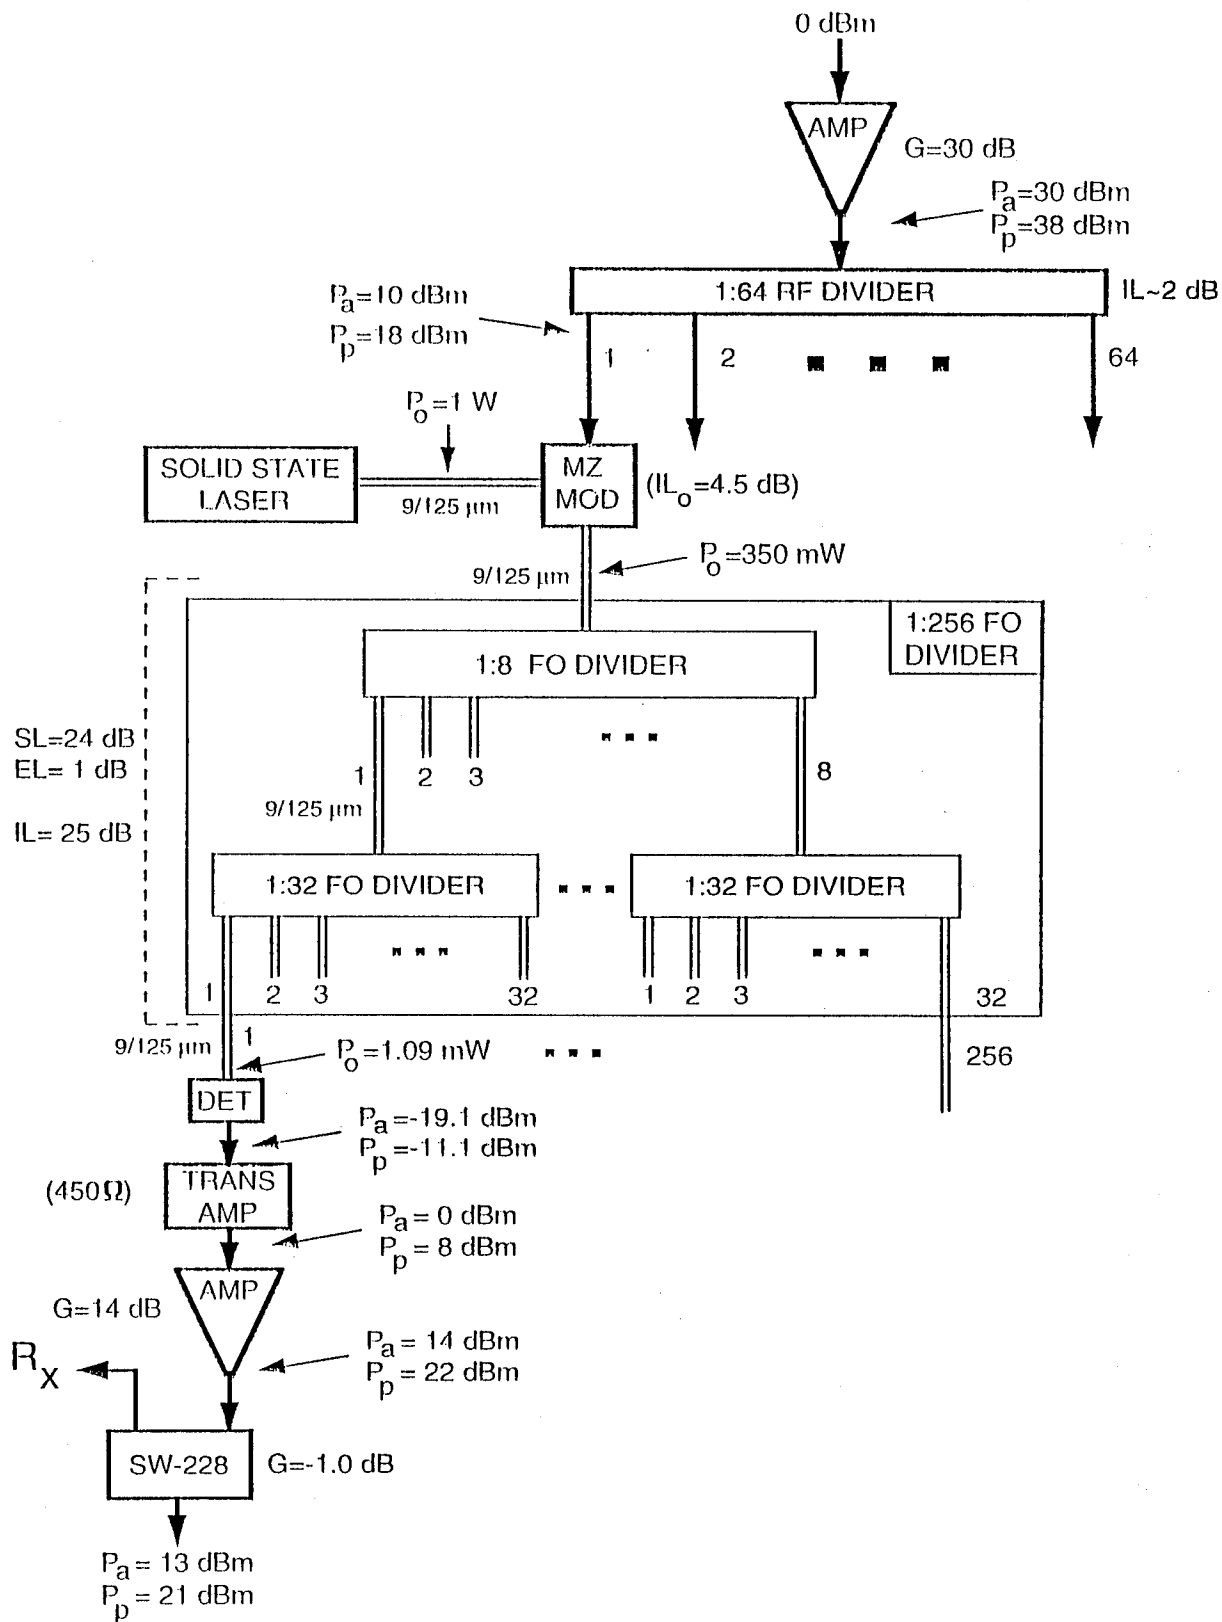 0 dBm
AMP
G=30 dB
Pa=30 dBm
Pp=38 dBm
1:64 RF DIVIDER
IL~2 dB
Pa=10 dBm
Pp=18 dBm
1
2
64
Po=1 W
SOLID STATE
LASER
9/125 µm
MZ
MOD
(ILo=4.5 dB)
9/125 µm
Po=350 mW
1:256 FO
DIVIDER
1:8 FO DIVIDER
SL=24 dB
EL= 1 dB
IL= 25 dB
1
2
3
8
9/125 µm
1:32 FO DIVIDER
1:32 FO DIVIDER
1
2
3
32
1
2
3
32
9/125 µm
1
Po=1.09 mW
256
DET
Pa=-19.1 dBm
Pp=-11.1 dBm
(450Ω)
TRANS
AMP
Pa= 0 dBm
Pp= 8 dBm
AMP
G=14 dB
Pa= 14 dBm
Pp= 22 dBm
Rx
SW-228
G=-1.0 dB
Pa= 13 dBm
Pp= 21 dBm